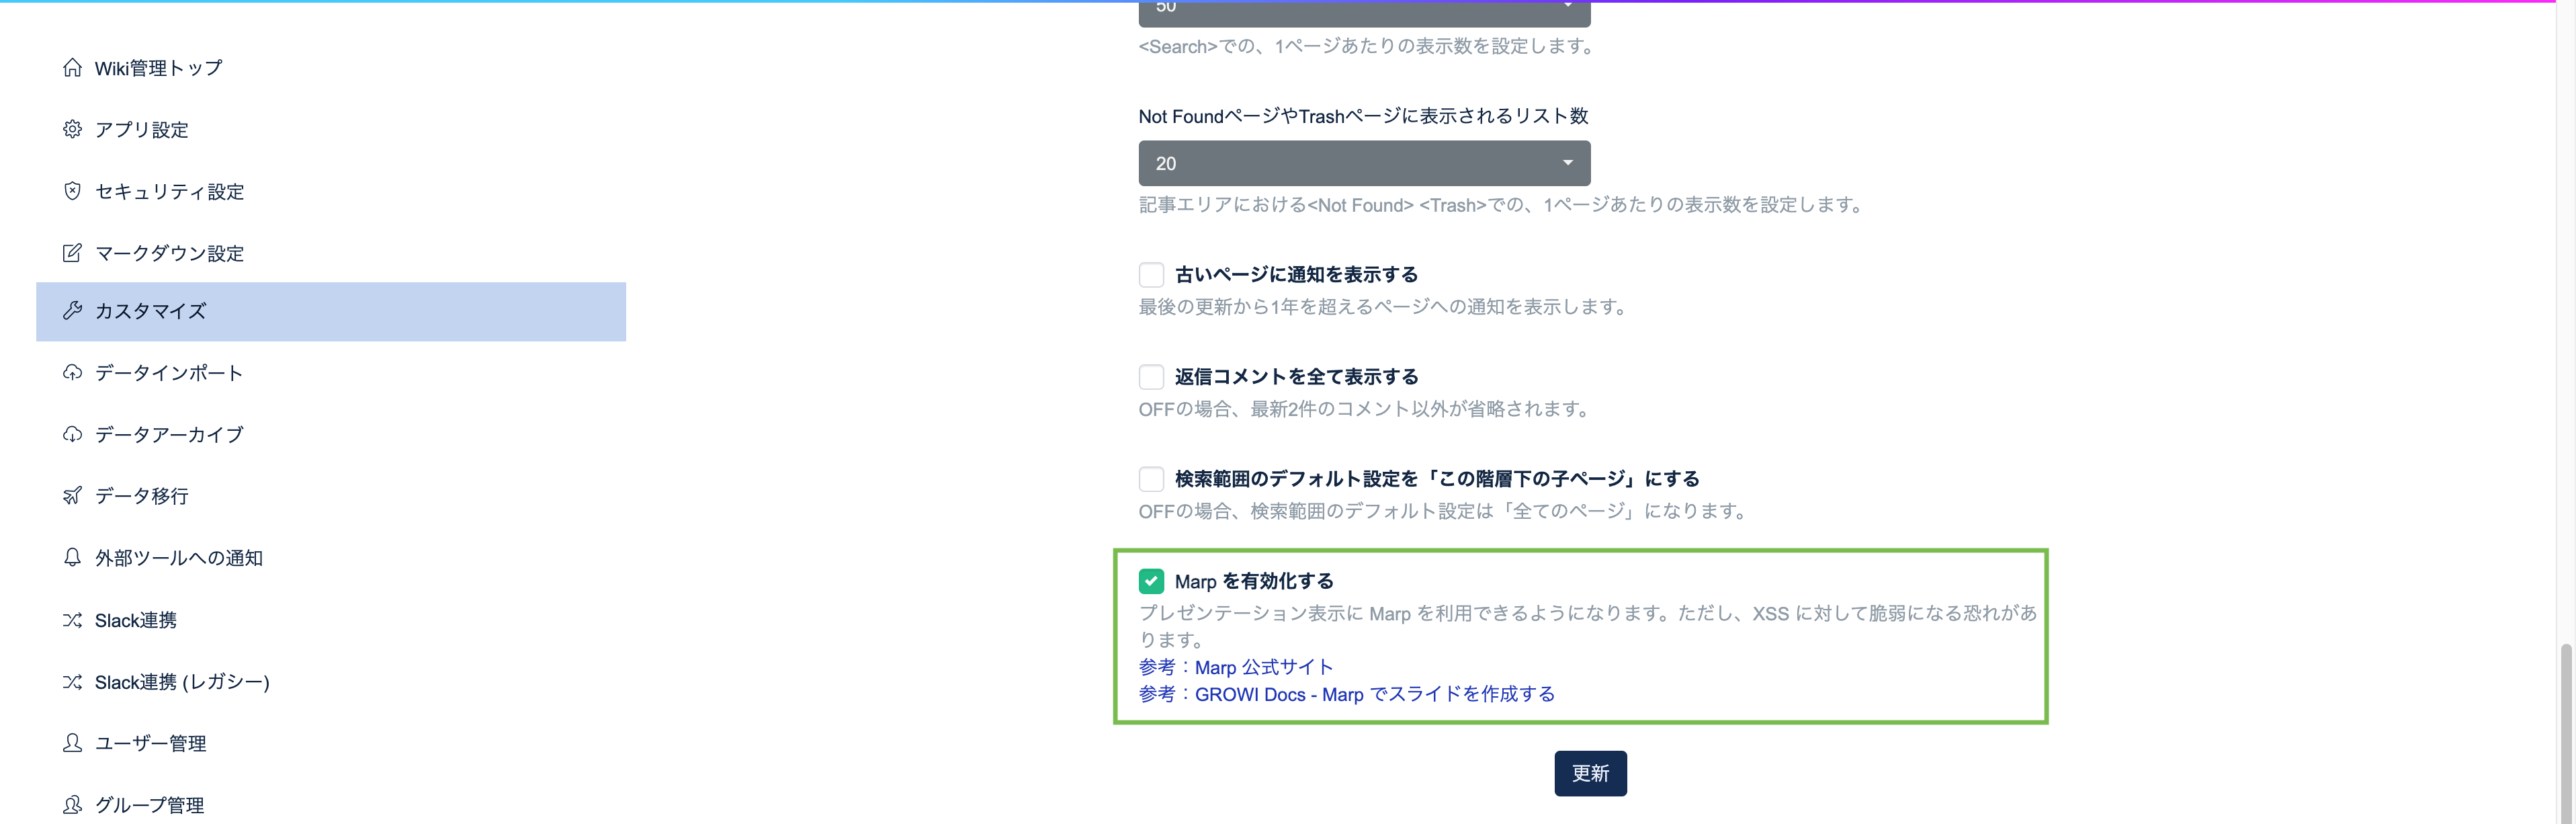 Wiki管理トップ
アプリ設定
セキュリティ設定
マークダウン設定
カスタマイズ
データインポート
データアーカイブ
データ移行
外部ツールへの通知
Slack連携
Slack連携 (レガシー)
ユーザー管理
グループ管理
50
<Search>での、1ページあたりの表示数を設定します。
Not FoundページやTrashページに表示されるリスト数
20
記事エリアにおける<Not Found> <Trash>での、1ページあたりの表示数を設定します。
古いページに通知を表示する
最後の更新から1年を超えるページへの通知を表示します。
返信コメントを全て表示する
OFFの場合、最新2件のコメント以外が省略されます。
検索範囲のデフォルト設定を「この階層下の子ページ」にする
OFFの場合、検索範囲のデフォルト設定は「全てのページ」になります。
Marp を有効化する
プレゼンテーション表示に Marp を利用できるようになります。ただし、XSS に対して脆弱になる恐れがあ
ります。
参考：Marp 公式サイト
参考：GROWI Docs - Marp でスライドを作成する
更新